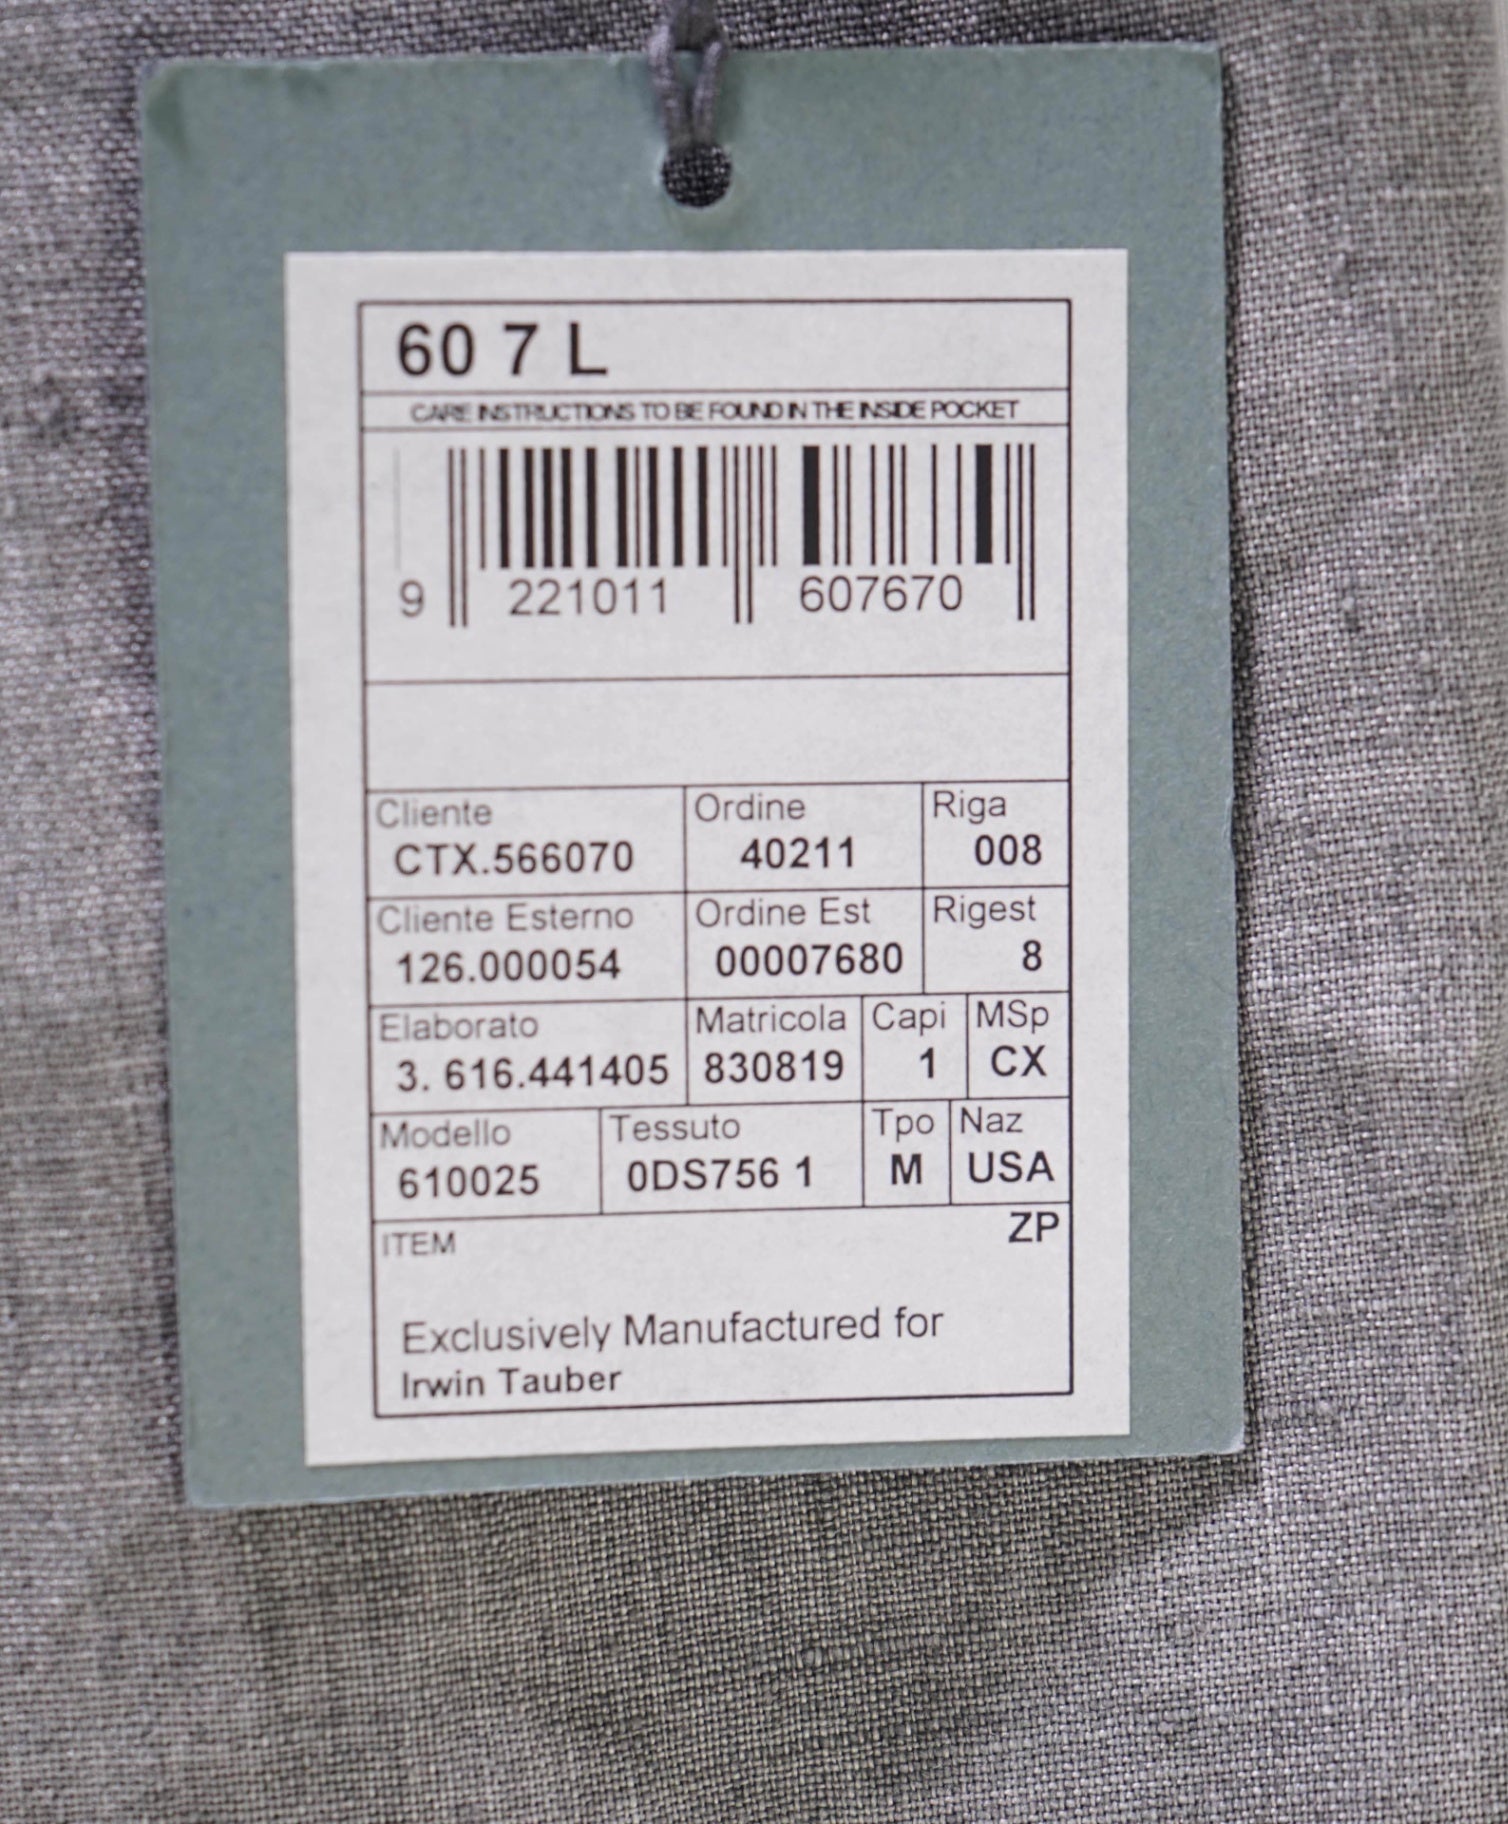 60 7 L
CARE INSTRUCTIONS TO BE FOUND IN THE INSIDE POCKET
9 221011 607670
Cliente Ordine Riga
CTX.566070 40211 008
Cliente Esterno Ordine Est Rigest
126.000054 00007680 8
Elaborato Matricola Capi MSp
3. 616.441405 830819 1 CX
Modello Tessuto Tpo Naz
610025 0DS756 1 M USA
ITEM ZP
Exclusively Manufactured for
Irwin Tauber